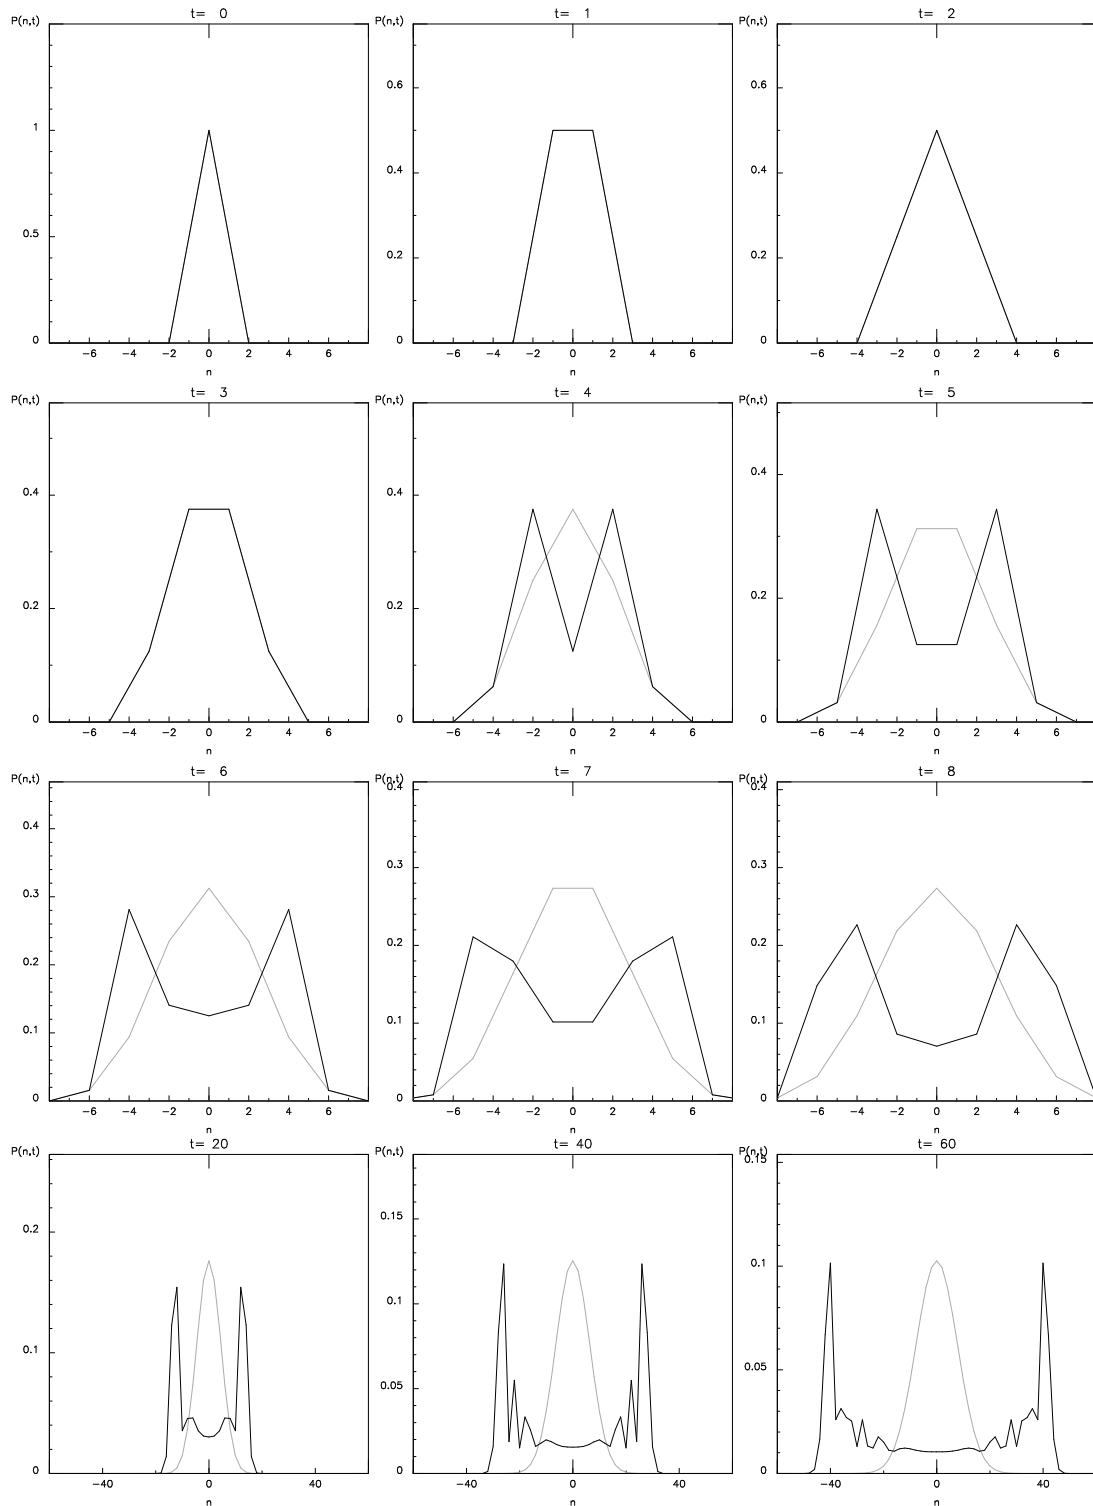 t= 0 t= 1 t= 2
P(n,t) P(n,t) P(n,t)
0.6 0.6
1
0.4 0.4
0.5
0.2 0.2
0 0 0
−6 −4 −2 0 2 4 6 −6 −4 −2 0 2 4 6 −6 −4 −2 0 2 4 6
n n n
t= 3 t= 4 t= 5
P(n,t) P(n,t) P(n,t)
0.4 0.4 0.4
0.2 0.2 0.2
0 0 0
−6 −4 −2 0 2 4 6 −6 −4 −2 0 2 4 6 −6 −4 −2 0 2 4 6
n n n
t= 6 t= 7 t= 8
P(n,t) P(n,t) P(n,t)
0.4 0.4 0.4
0.3 0.3 0.3
0.2 0.2 0.2
0.1 0.1 0.1
0 0 0
−6 −4 −2 0 2 4 6 −6 −4 −2 0 2 4 6 −6 −4 −2 0 2 4 6
n n n
t= 20 t= 40 t= 60
P(n,t) P(n,t) P(n,t)
0.2 0.15 0.15
0.1 0.1 0.1
0.05 0.05
0 0 0
−40 0 40 −40 0 40 −40 0 40
n n n